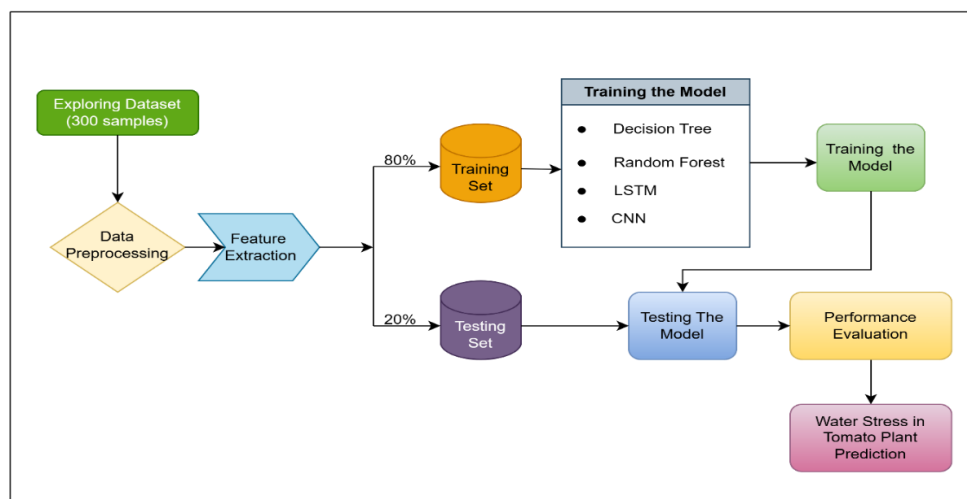 Exploring Dataset
(300 samples)
Data
Preprocessing
Feature
Extraction
80%
Training
Set
Training the Model
Decision Tree
Random Forest
LSTM
CNN
Training the
Model
20%
Testing
Set
Testing The
Model
Performance
Evaluation
Water Stress in
Tomato Plant
Prediction